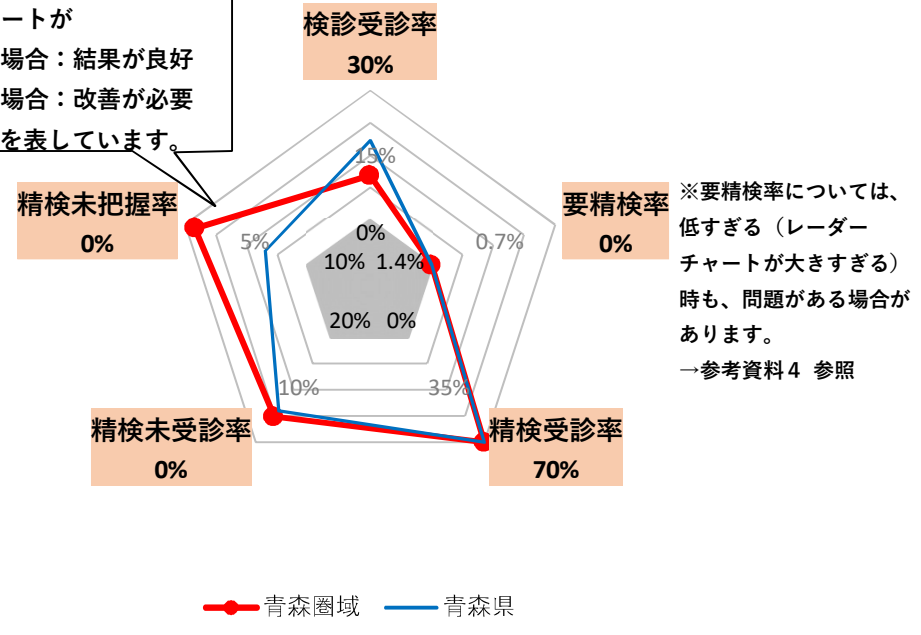 ートが
場合：結果が良好
場合：改善が必要
を表しています。
検診受診率
30%
15%
精検未把握率
0%
5%
要精検率
0%
0.7%
※要精検率については、
低すぎる（レーダー
チャートが大きすぎる）
時も、問題がある場合が
あります。
→参考資料４ 参照
0%
10% 1.4%
20% 0%
10%
35%
精検未受診率
0%
精検受診率
70%
青森圏域 青森県